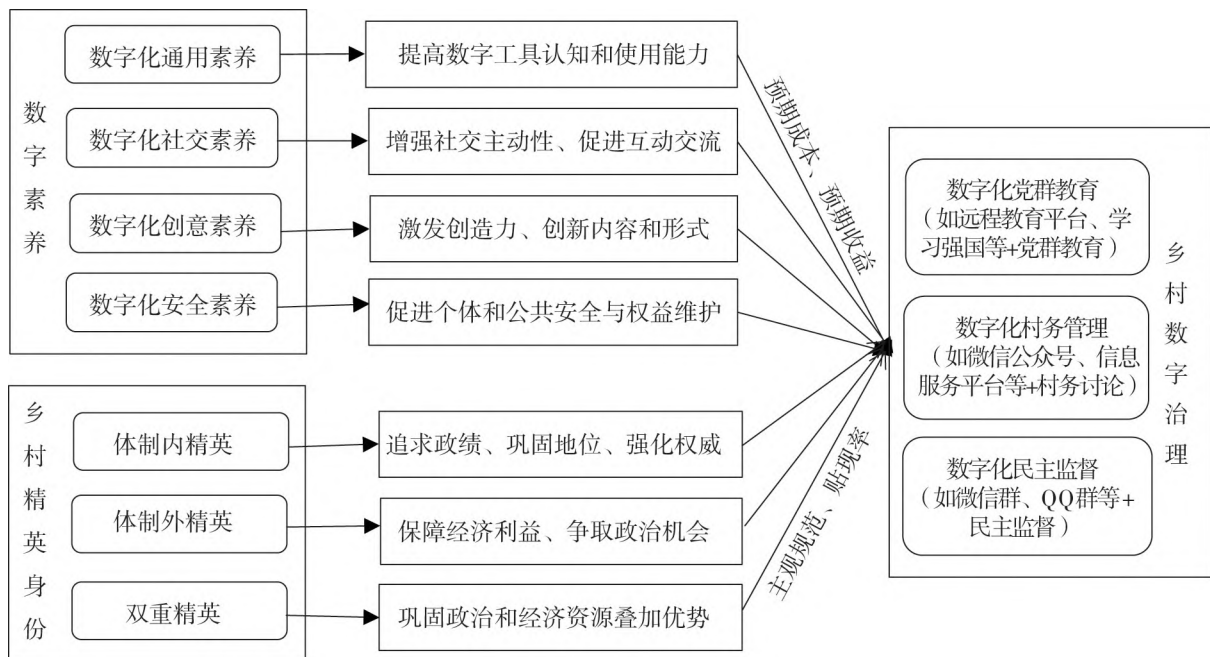 数字素养
数字化通用素养
提高数字工具认知和使用能力
数字化社交素养
增强社交主动性、促进互动交流
数字化创意素养
激发创造力、创新内容和形式
数字化安全素养
促进个体和公共安全与权益维护
乡村精英身份
体制内精英
追求政绩、巩固地位、强化权威
体制外精英
保障经济利益、争取政治机会
双重精英
巩固政治和经济资源叠加优势
预期成本、预期收益
主观规范、贴现率
数字化党群教育
（如远程教育平台、学
习强国等+党群教育）
数字化村务管理
（如微信公众号、信息
服务平台等+村务讨论）
数字化民主监督
（如微信群、QQ群等+
民主监督）
乡村数字治理